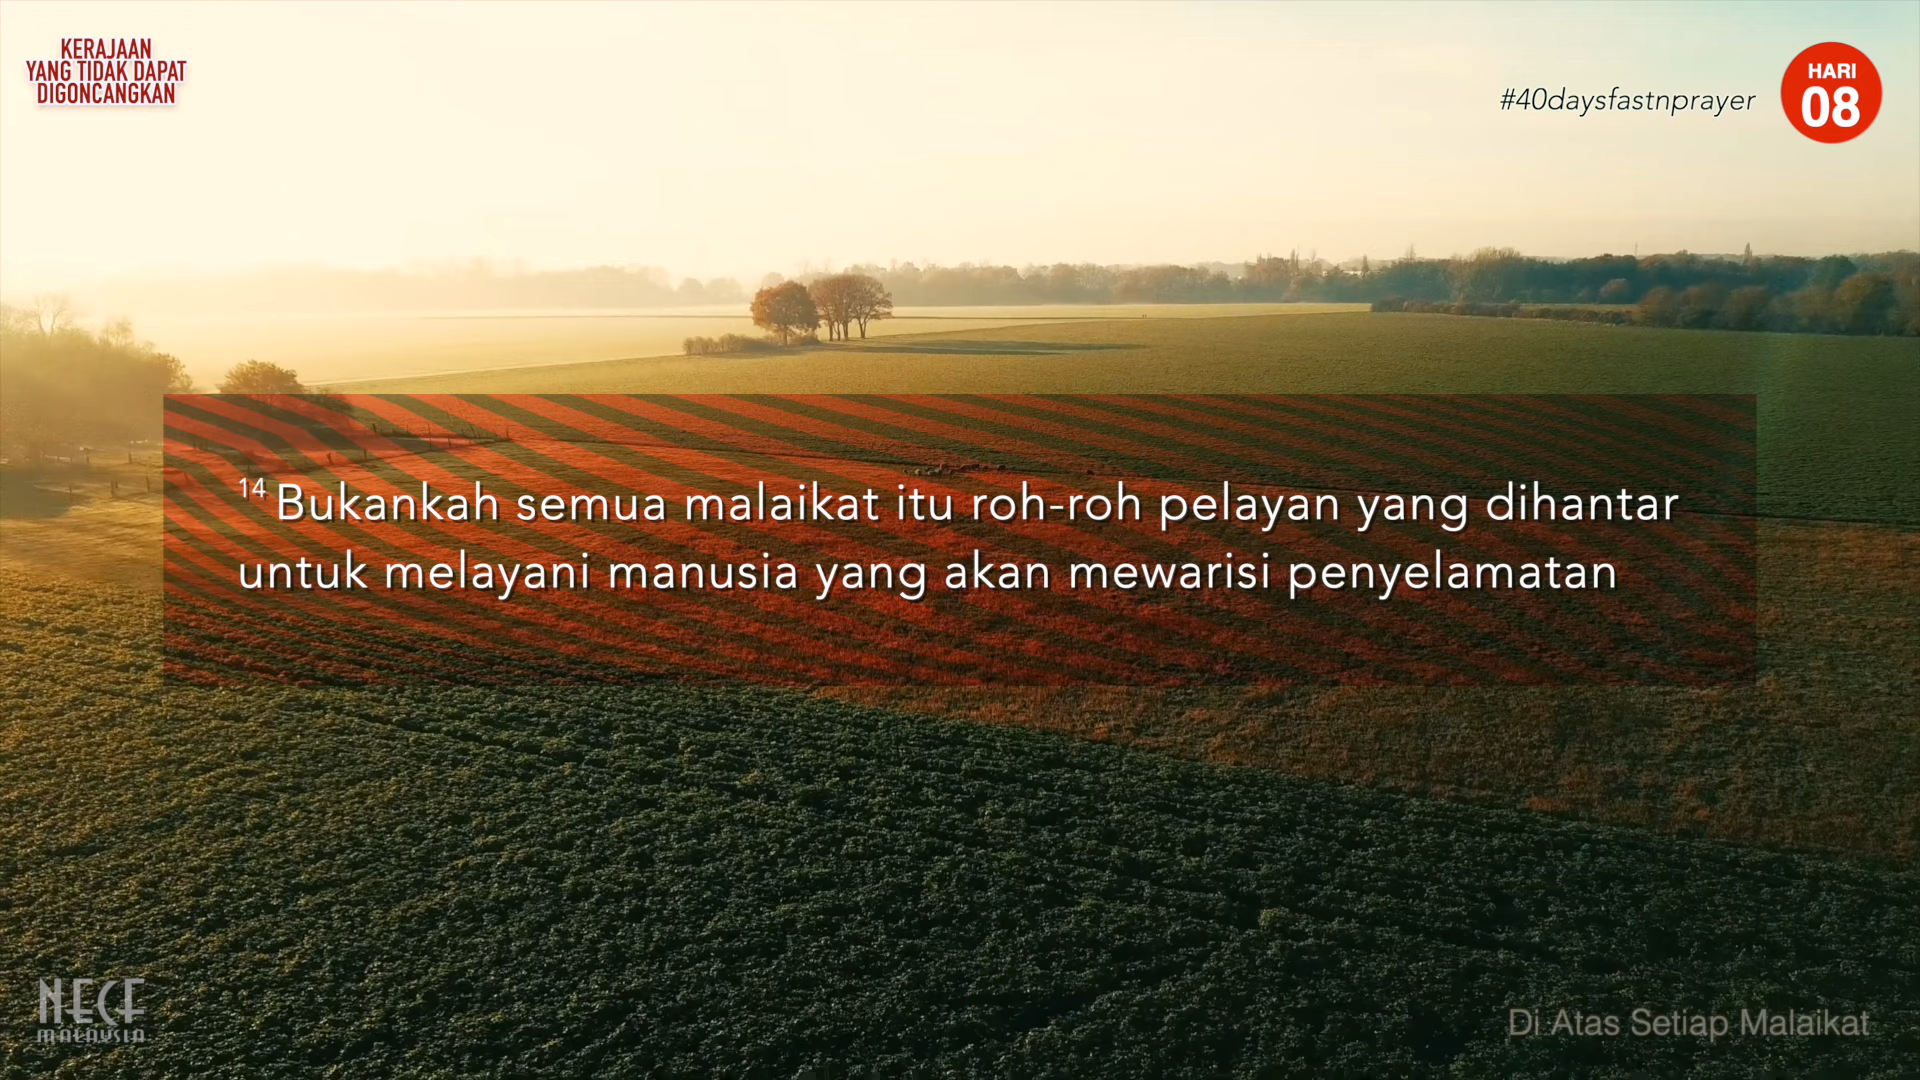 KERAJAAN
YANG TIDAK DAPAT
DIGONCANGKAN
#40daysfastnprayer
HARI
08
14 Bukankah semua malaikat itu roh-roh pelayan yang dihantar
untuk melayani manusia yang akan mewarisi penyelamatan
NECF
MALAYSIA
Di Atas Setiap Malaikat